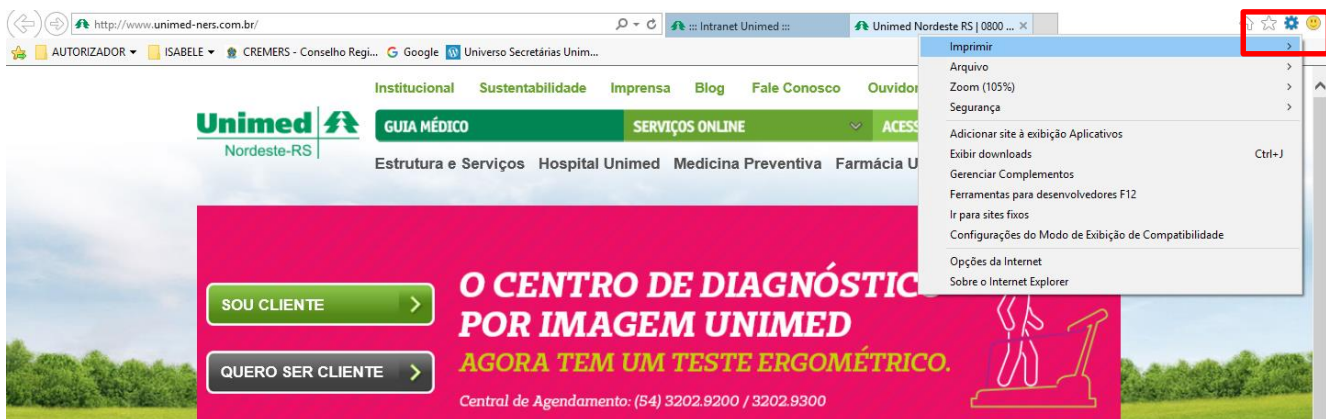 http://www.unimed-ners.com.br/
::: Intranet Unimed :::
Unimed Nordeste RS | 0800 ...
AUTORIZADOR
ISABELE
CREMERS - Conselho Regi...
Google
Universo Secretárias Unim...
Imprimir
Arquivo
Zoom (105%)
Segurança
Adicionar site à exibição Aplicativos
Exibir downloads Ctrl+J
Gerenciar Complementos
Ferramentas para desenvolvedores F12
Ir para sites fixos
Configurações do Modo de Exibição de Compatibilidade
Opções da Internet
Sobre o Internet Explorer
Institucional Sustentabilidade Imprensa Blog Fale Conosco Ouvidor
Unimed
Nordeste-RS
GUIA MÉDICO SERVIÇOS ONLINE ACESS
Estrutura e Serviços Hospital Unimed Medicina Preventiva Farmácia U
SOU CLIENTE
QUERO SER CLIENTE
O CENTRO DE DIAGNÓSTIC
POR IMAGEM UNIMED
AGORA TEM UM TESTE ERGOMÉTRICO.
Central de Agendamento: (54) 3202.9200 / 3202.9300